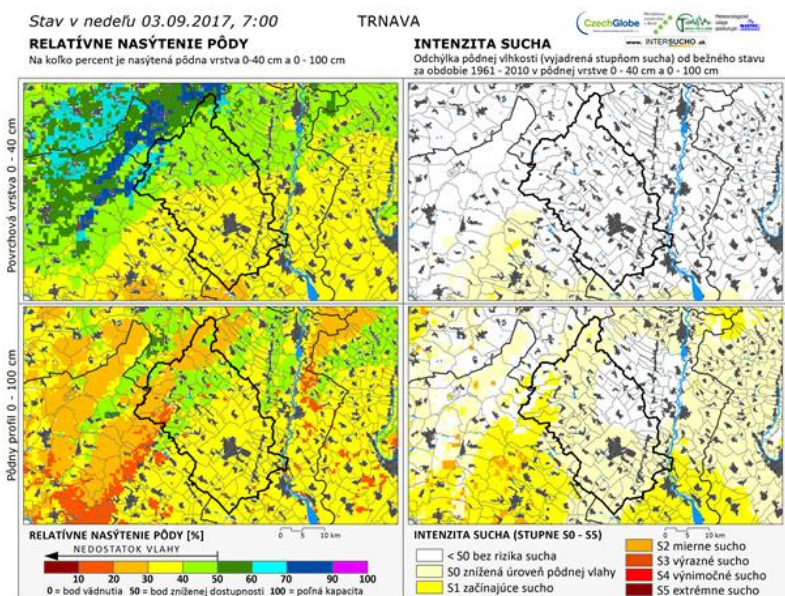 Stav v nedeľu 03.09.2017, 7:00
TRNAVA
CzechGlobe
www. INTERSUCHO .sk
RELATÍVNE NASÝTENIE PÔDY
Na koľko percent je nasýtená pôdna vrstva 0-40 cm a 0 - 100 cm
INTENZITA SUCHA
Odchýlka pôdnej vlhkosti (vyjadrená stupňom sucha) od bežného stavu
za obdobie 1961 - 2010 v pôdnej vrstve 0 - 40 cm a 0 - 100 cm
Povrchová vrstva 0 - 40 cm
Pôdny profil 0 - 100 cm
RELATÍVNE NASÝTENIE PÔDY [%]
0 5 10 km
NEDOSTATOK VLAHY
10 20 30 40 50 60 70 80 90 100
0 = bod vädnutia 50 = bod zníženej dostupnosti 100 = poľná kapacita
INTENZITA SUCHA (STUPNE S0 - S5)
0 5 10 km
< S0 bez rizika sucha
S0 znížená úroveň pôdnej vlahy
S1 začínajúce sucho
S2 mierne sucho
S3 výrazné sucho
S4 výnimočné sucho
S5 extrémne sucho